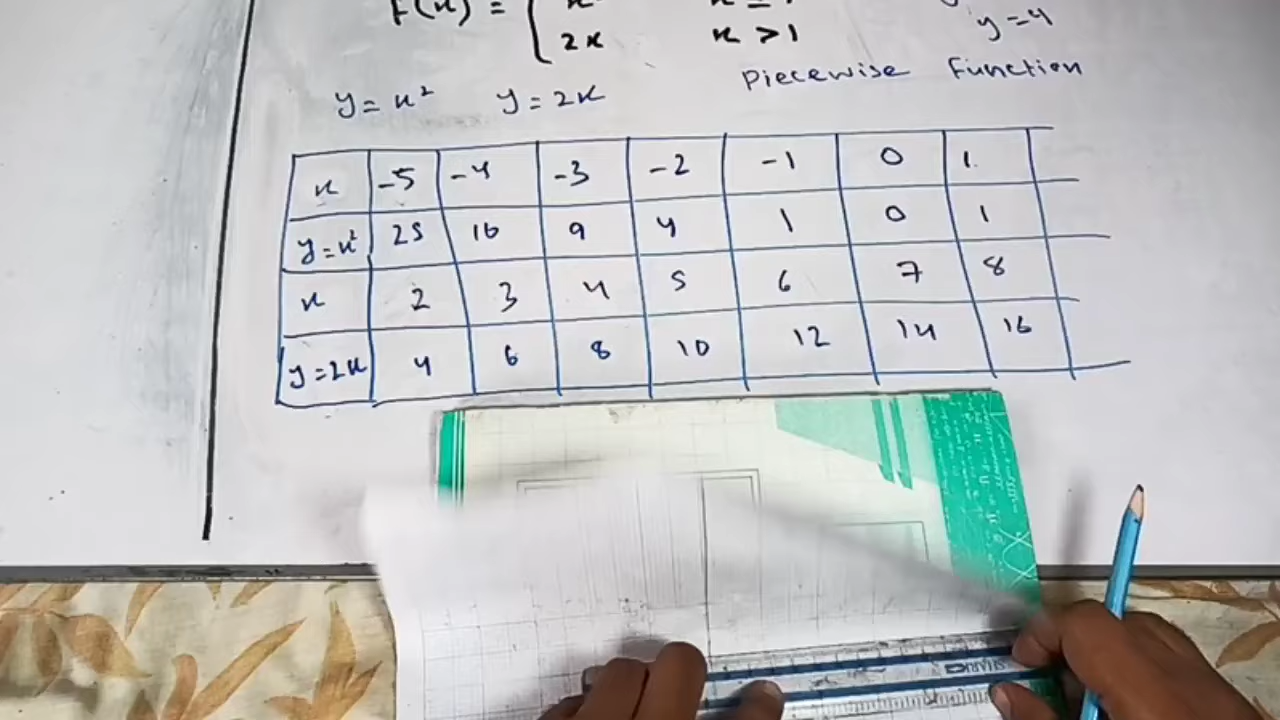 F(x) = { x
2x x > 1
y = 4
Piecewise Function
y = x² y = 2x
x -5 -4 -3 -2 -1 0 1
y = x² 25 16 9 4 1 0 1
x 2 3 4 5 6 7 8
y = 2x 4 6 8 10 12 14 16